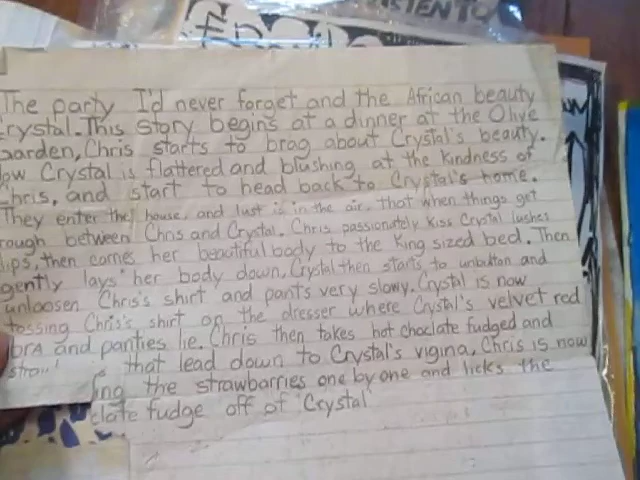 The party I'd never forget and the African beauty
Crystal. This story begins at a dinner at the Olive
Garden, Chris starts to brag about Crystal's beauty.
Now Crystal is flattered and blushing at the kindness of
Chris, and start to head back to Crystal's home.
They enter the house, and lust is in the air, that when things get
rough between Chris and Crystal. Chris passionately kiss Crystal lushes
lips, then carries her beautiful body to the King sized bed. Then
gently lays her body down. Crystal then starts to unbutton and
unloosen Chris's shirt and pants very slowy. Crystal is now
tossing Chris's shirt on the dresser where Crystal's velvet red
bra and panties lie. Chris then takes hot choclate fudged and
that lead down to Crystal's vigina, Chris is now
ing the strawbarries one by one and licks the
clate fudge off of Crystal'